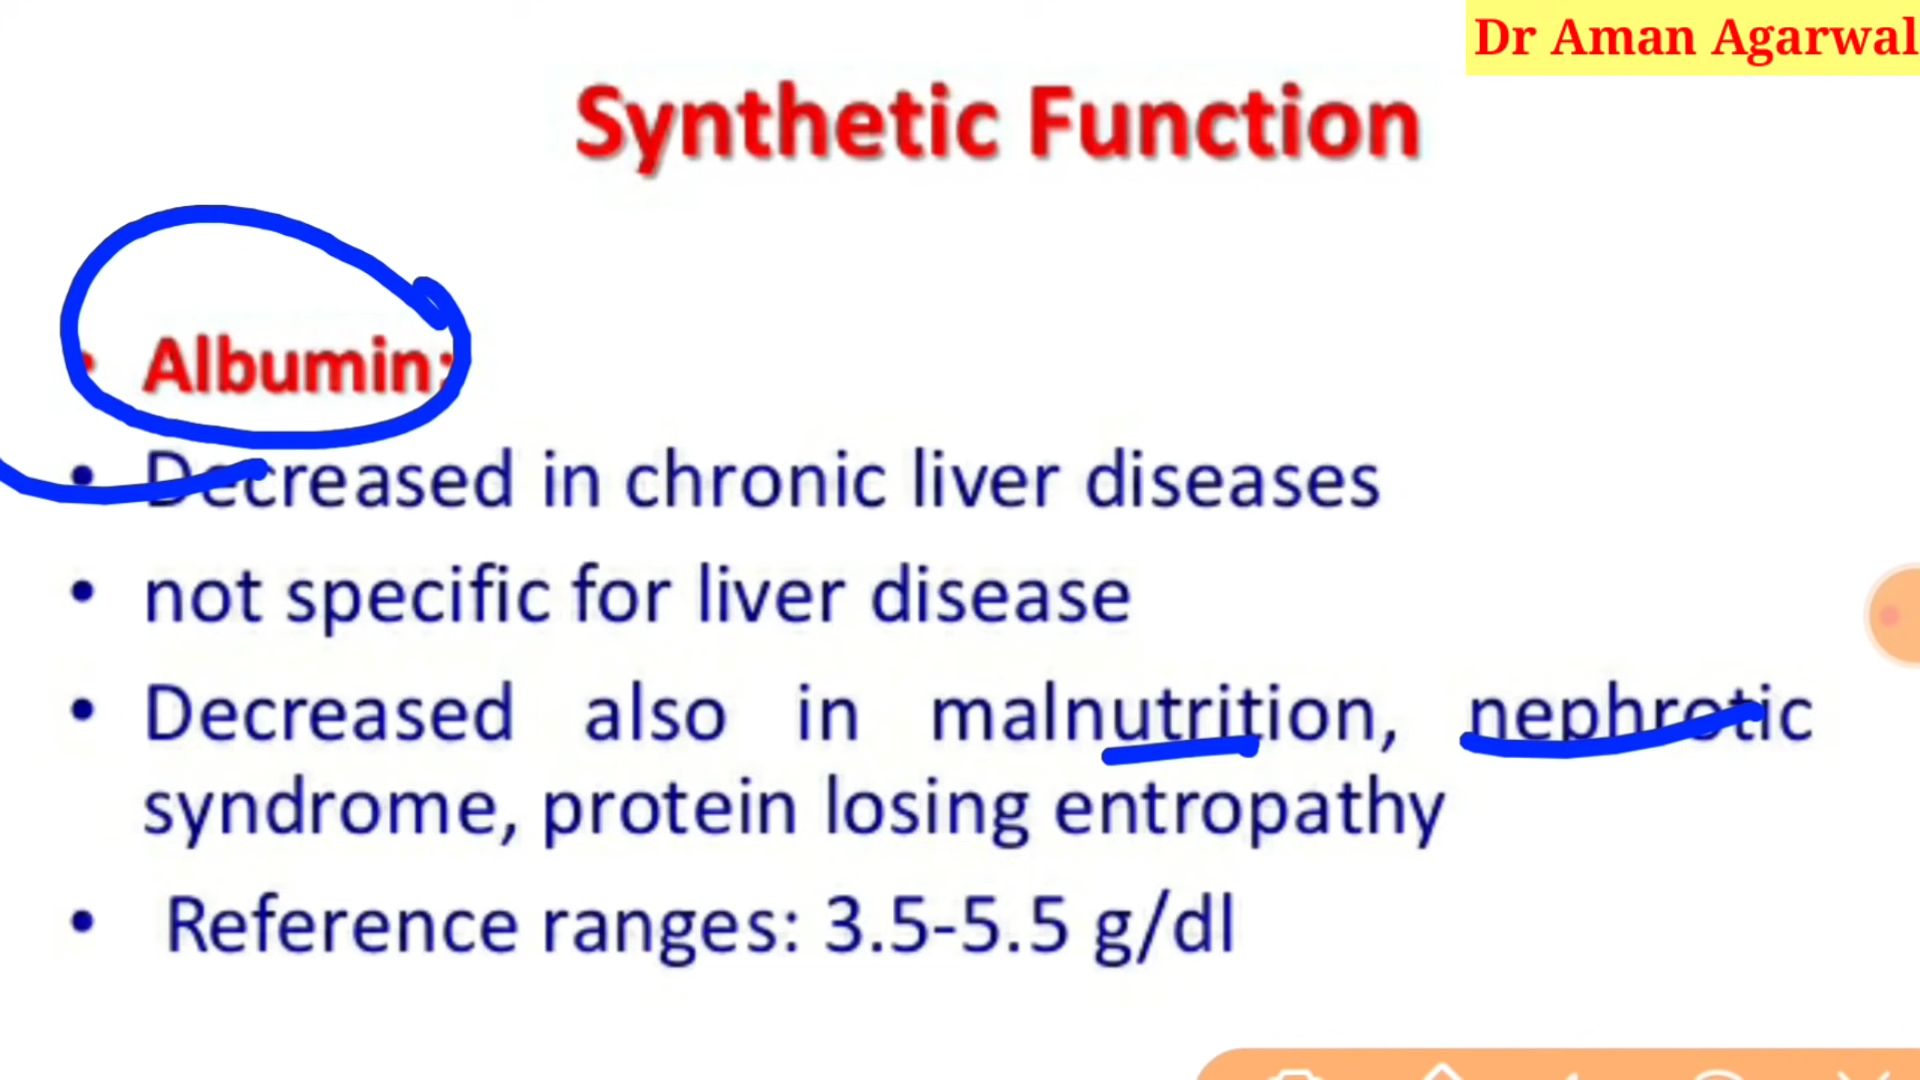 Dr Aman Agarwal
Synthetic Function
• Albumin:
• Decreased in chronic liver diseases
• not specific for liver disease
• Decreased also in malnutrition, nephrotic
syndrome, protein losing entropathy
• Reference ranges: 3.5-5.5 g/dl